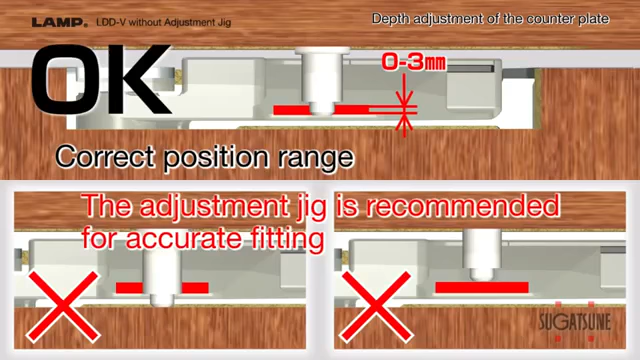 LAMP. LDD-V without Adjustment Jig
Depth adjustment of the counter plate
OK
0-3mm
Correct position range
The adjustment jig is recommended
for accurate fitting
SUGATSUNE